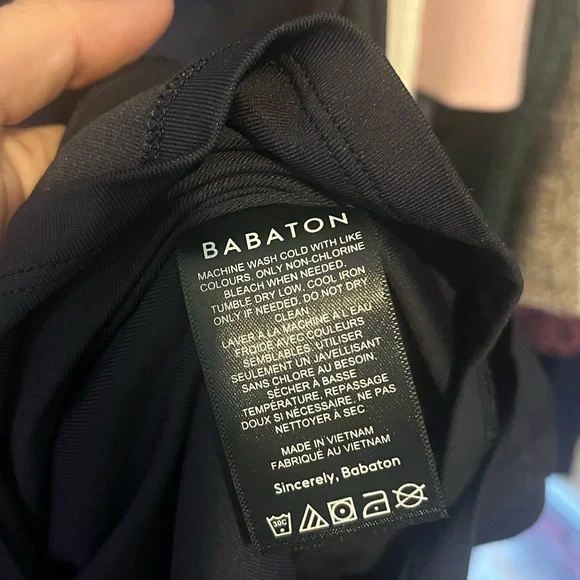 BABATON
MACHINE WASH COLD WITH LIKE
COLOURS, ONLY NON-CHLORINE
BLEACH WHEN NEEDED.
TUMBLE DRY LOW, COOL IRON
ONLY IF NEEDED, DO NOT DRY
CLEAN
LAVER À LA MACHINE À L'EAU
FROIDE AVEC COULEURS
SEMBLABLES, UTILISER
SEULEMENT UN JAVELLISANT
SANS CHLORE AU BESOIN.
SÉCHER À BASSE
TEMPÉRATURE, REPASSAGE
DOUX SI NÉCESSAIRE, NE PAS
NETTOYER À SEC
MADE IN VIETNAM
FABRIQUÉ AU VIETNAM
Sincerely, Babaton
30C